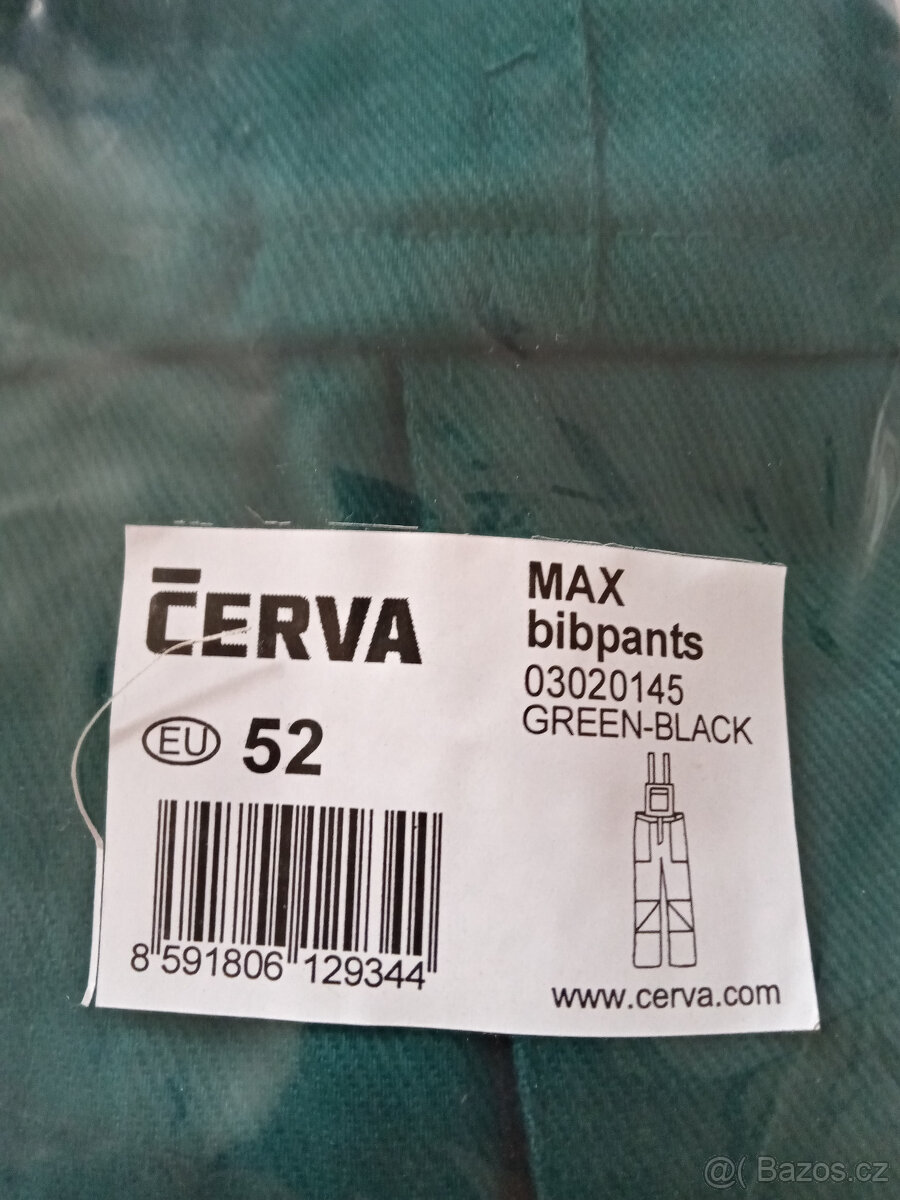 ČERVA
EU 52
8 591806 129344
MAX
bibpants
03020145
GREEN-BLACK
www.cerva.com
@( Bazos.cz